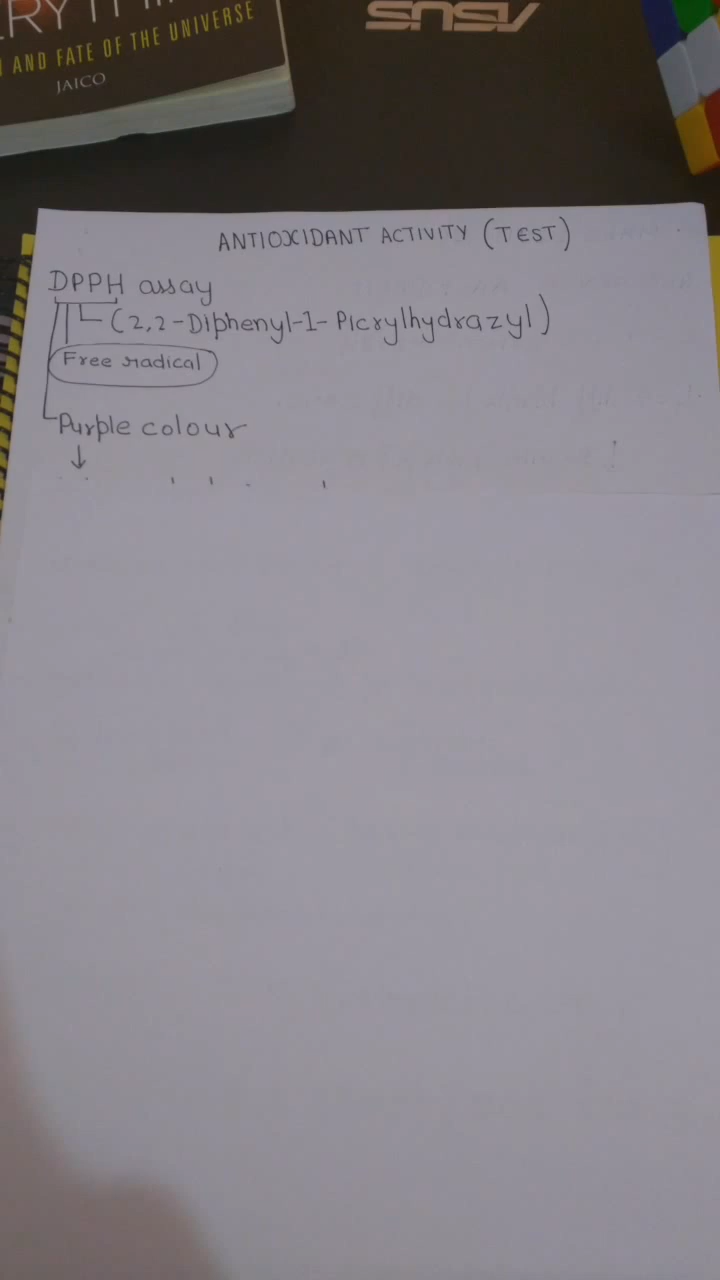 AND FATE OF THE UNIVERSE
JAICO
ASUS
ANTIOXIDANT ACTIVITY (TEST)
DPPH assay
(2,2-Diphenyl-1-Picrylhydrazyl)
Free radical
Purple colour
↓